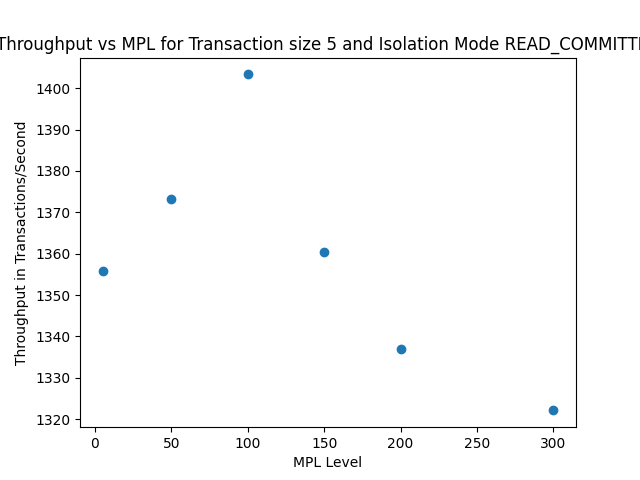 Throughput vs MPL for Transaction size 5 and Isolation Mode READ_COMMITT
1400
1390
1380
1370
1360
1350
1340
1330
1320
Throughput in Transactions/Second
0 50 100 150 200 250 300
MPL Level